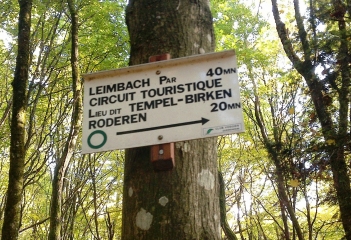 LEIMBACH PAR 40MN
CIRCUIT TOURISTIQUE
LIEU DIT TEMPEL-BIRKEN
RODEREN 20MN